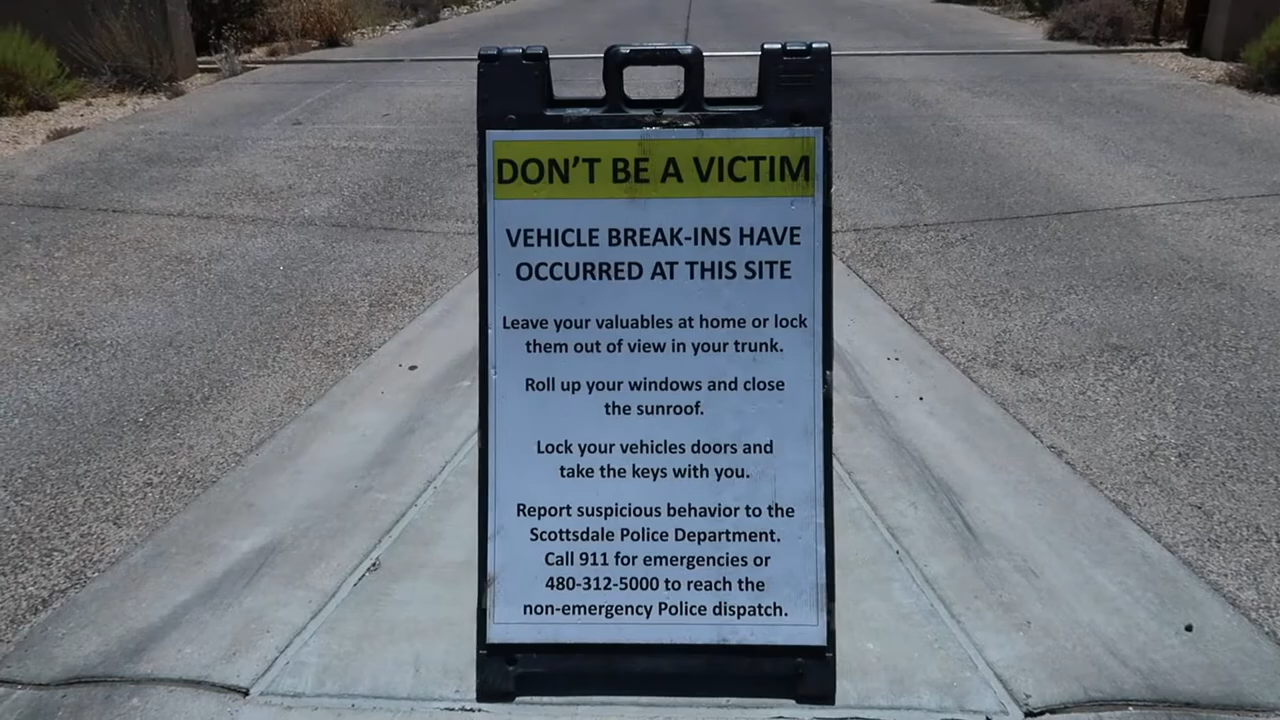 DON'T BE A VICTIM
VEHICLE BREAK-INS HAVE
OCCURRED AT THIS SITE
Leave your valuables at home or lock
them out of view in your trunk.
Roll up your windows and close
the sunroof.
Lock your vehicles doors and
take the keys with you.
Report suspicious behavior to the
Scottsdale Police Department.
Call 911 for emergencies or
480-312-5000 to reach the
non-emergency Police dispatch.